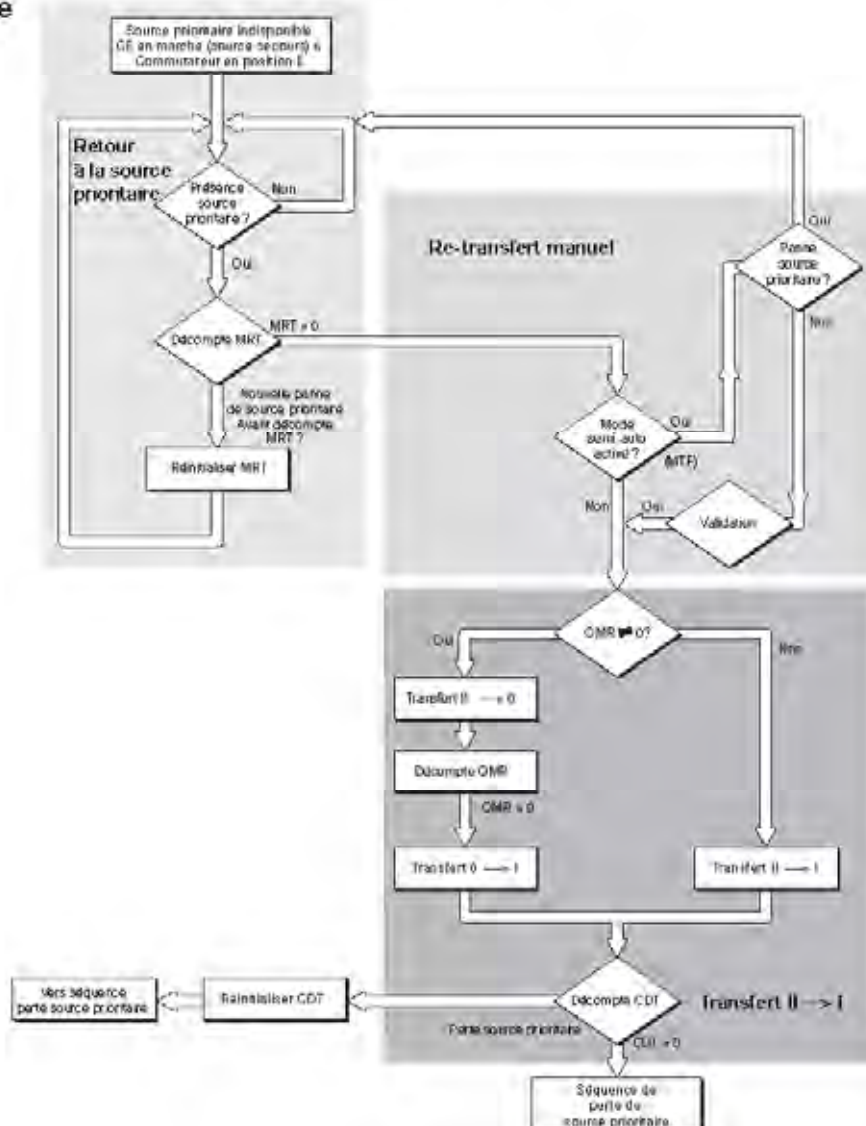 e
Source prioritaire indisponible
GE en marche (source secours) &
Commutateur en position II
Retour
à la source
prioritaire
Présence
source
prioritaire ?
Non
Oui
Décompte MRT
MRT = 0
Nouvelle panne
de source prioritaire
Avant décompte
MRT ?
Réinitialiser MRT
Re-transfert manuel
Oui
Panne
source
prioritaire ?
Non
Mode
semi-auto
activé ?
Oui
(MTF)
Non
Oui
Validation
OMR ≠ 0?
Oui
Non
Transfert II → 0
Décompte OMR
OMR = 0
Transfert 0 → I
Transfert II → I
Décompte CDT
Transfert II → I
Perte source prioritaire
CDT = 0
Réinitialiser CDT
Vers séquence
perte source prioritaire
Séquence de
perte de
source prioritaire